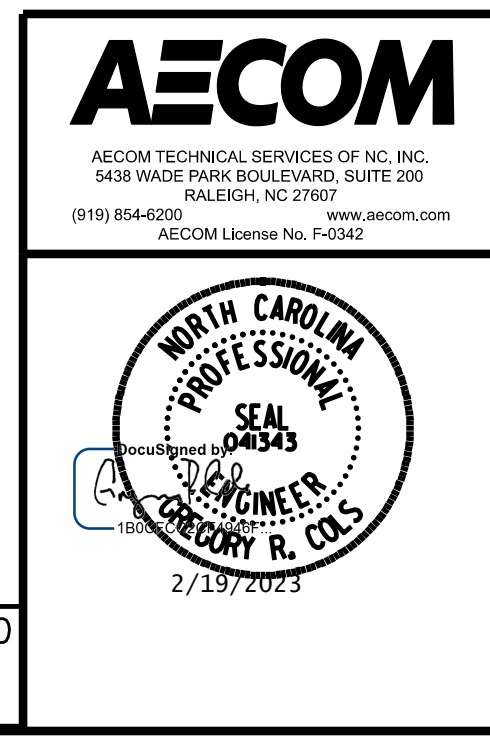 AECOM
AECOM TECHNICAL SERVICES OF NC, INC.
5438 WADE PARK BOULEVARD, SUITE 200
RALEIGH, NC 27607
(919) 854-6200 www.aecom.com
AECOM License No. F-0342
NORTH CAROLINA
PROFESSIONAL
SEAL
041343
DocuSigned by:
ENGINEER
GREGORY R. COLS
2/19/2023